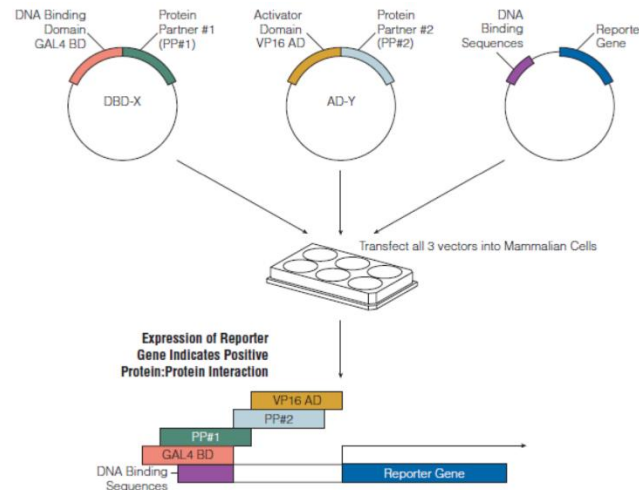 DNA Binding
Domain
GAL4 BD
Protein
Partner #1
(PP#1)
DBD-X
Activator
Domain
VP16 AD
Protein
Partner #2
(PP#2)
AD-Y
DNA
Binding
Sequences
Reporter
Gene
Transfect all 3 vectors into Mammalian Cells
Expression of Reporter
Gene Indicates Positive
Protein:Protein Interaction
VP16 AD
PP#2
PP#1
GAL4 BD
DNA Binding
Sequences
Reporter Gene